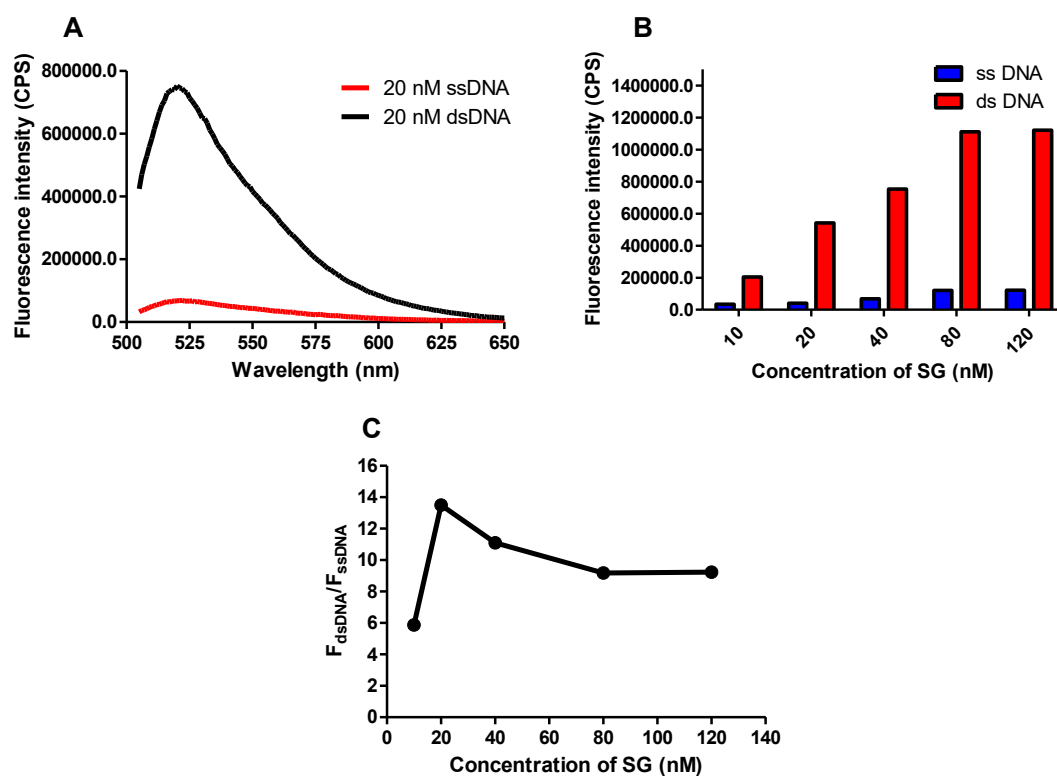 A
Fluorescence intensity (CPS)
800000.0
600000.0
400000.0
200000.0
0.0
500 525 550 575 600 625 650
Wavelength (nm)
20 nM ssDNA
20 nM dsDNA
B
Fluorescence intensity (CPS)
1400000.0
1200000.0
1000000.0
800000.0
600000.0
400000.0
200000.0
0.0
10 20 40 80 120
Concentration of SG (nM)
ss DNA
ds DNA
C
FdsDNA/FssDNA
16
14
12
10
8
6
4
2
0
0 20 40 60 80 100 120 140
Concentration of SG (nM)